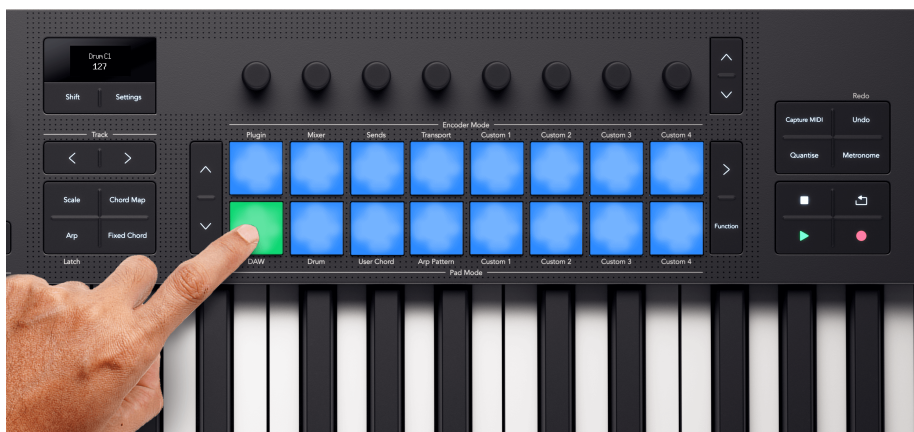 Drum C1
127
Shift Settings
Track
Scale Chord Map
Arp Fixed Chord
Latch
Encoder Mode
Plugin Mixer Sends Transport Custom 1 Custom 2 Custom 3 Custom 4
Function
DAW Drum User Chord Arp Pattern Custom 1 Custom 2 Custom 3 Custom 4
Pad Mode
Redo
Capture MIDI Undo
Quantise Metronome